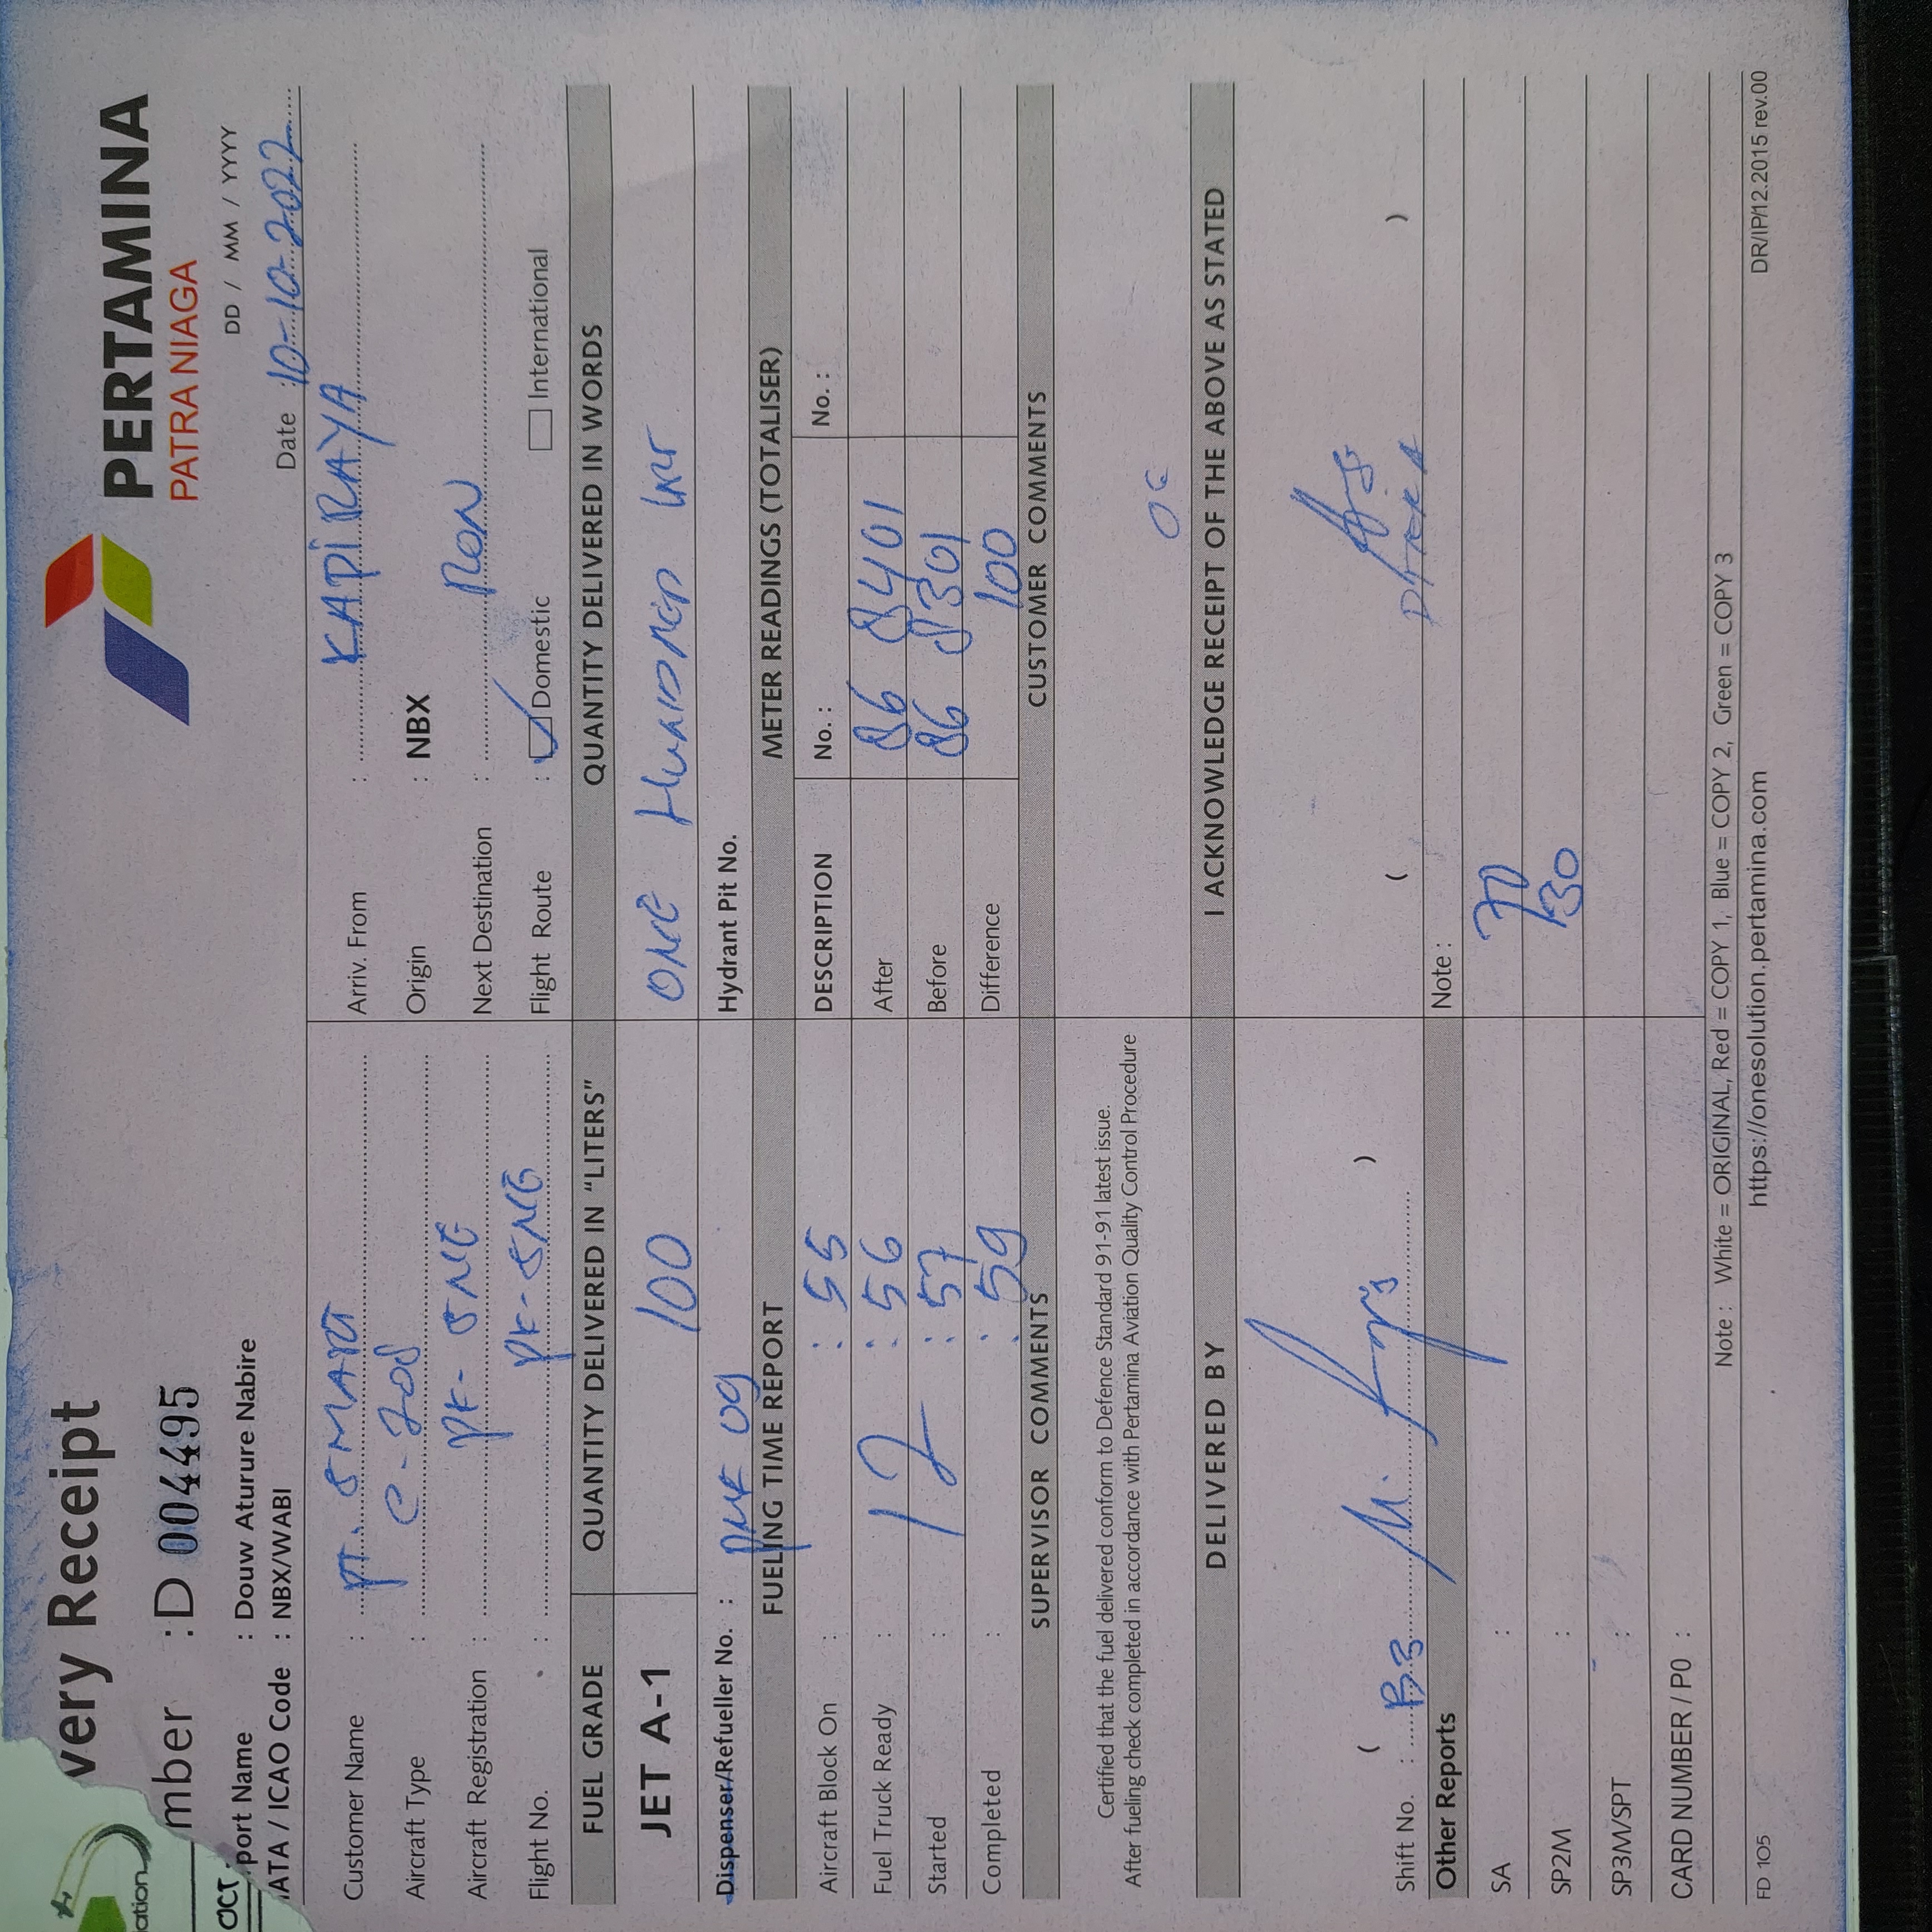 very Receipt
PERTAMINA
PATRA NIAGA
mber : D 004495
DD / MM / YYYY
port Name : Douw Aturure Nabire
IATA / ICAO Code : NBX/WABI
Date : 10-10-2022
Customer Name : PT. SMART
Arriv. From : KAPIRAYA
Aircraft Type : C-208
Origin : NBX
Aircraft Registration : PK-SNE
Next Destination : RON
Flight No. : PK-SNE
Flight Route : Domestic International
FUEL GRADE QUANTITY DELIVERED IN "LITERS" QUANTITY DELIVERED IN WORDS
JET A-1 100 ONE HUNDRED
Dispenser/Refueller No. : 09
Hydrant Pit No.
FUELING TIME REPORT METER READINGS (TOTALISER)
Aircraft Block On : : 55
DESCRIPTION No. : No. :
Fuel Truck Ready : 12 : 56
After 86 8401
Started : : 57
Before 86 8301
Completed : : 59
Difference 100
SUPERVISOR COMMENTS CUSTOMER COMMENTS
Certified that the fuel delivered conform to Defence Standard 91-91 latest issue.
After fueling check completed in accordance with Pertamina Aviation Quality Control Procedure
DELIVERED BY I ACKNOWLEDGE RECEIPT OF THE ABOVE AS STATED
( ) ( )
Shift No. : B3
Other Reports Note :
SA : 70
SP2M : 30
SP3M/SPT :
CARD NUMBER / PO :
Note : White = ORIGINAL, Red = COPY 1, Blue = COPY 2, Green = COPY 3
FD 105 https://onesolution.pertamina.com DR/IP/12.2015 rev.00
OCT
ation